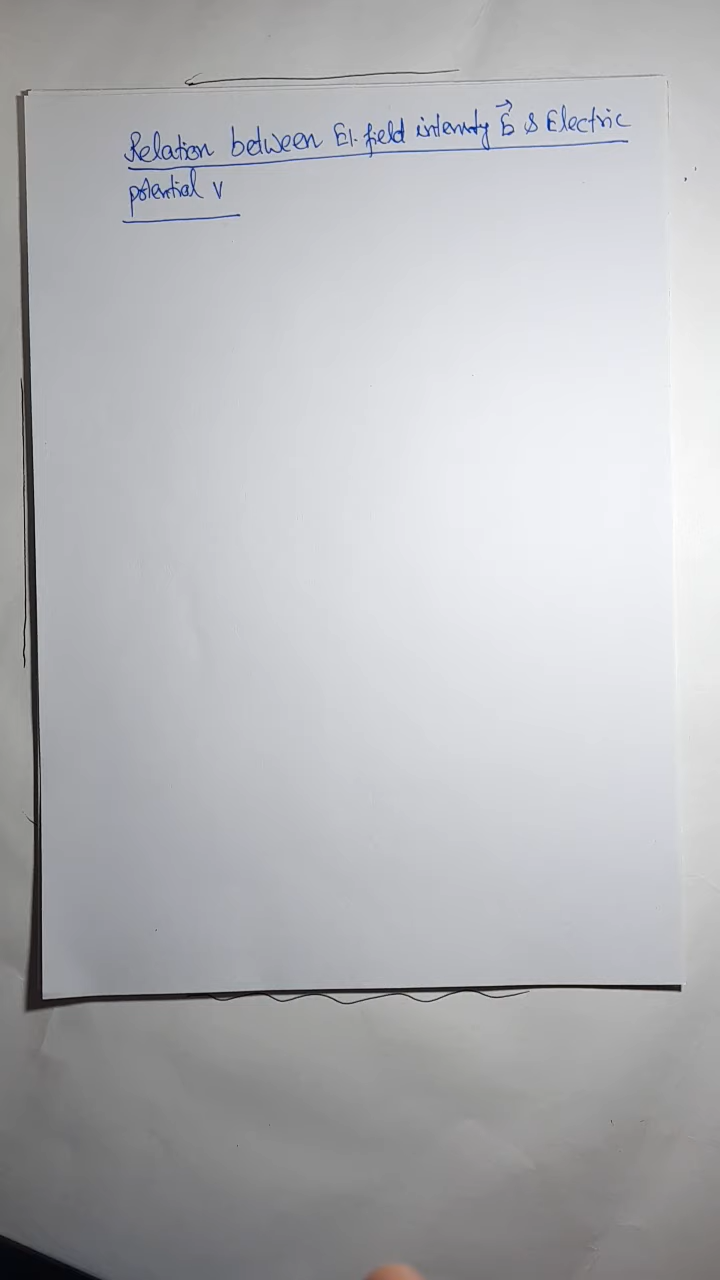 Relation between El. field intensity E⃗ & Electric
potential V